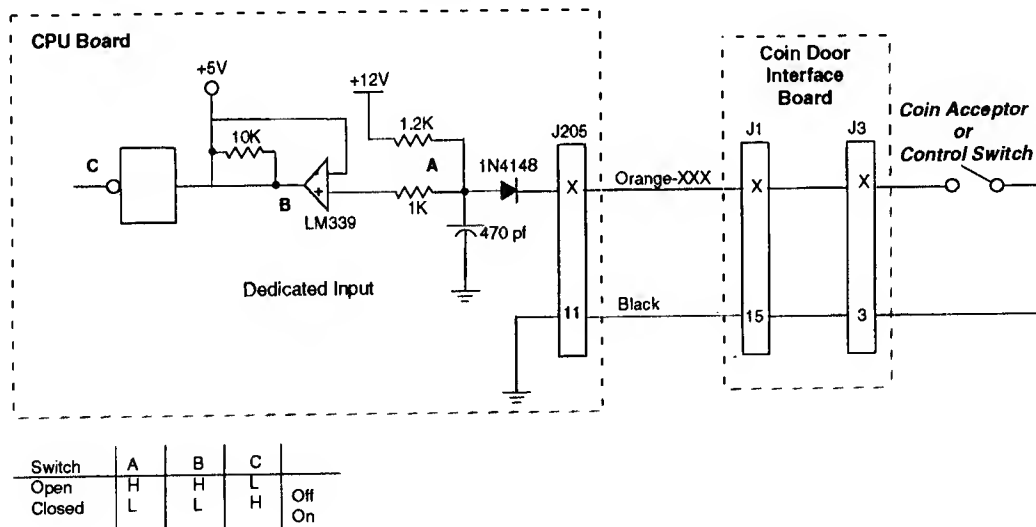 CPU Board
+5V
+12V
10K
1.2K
C
A
B
-
+
LM339
1K
1N4148
470 pf
Dedicated Input
J205
X
11
Orange-XXX
Black
Coin Door
Interface
Board
J1
J3
X
X
15
3
Coin Acceptor
or
Control Switch
Switch A B C
Open H H L Off
Closed L L H On